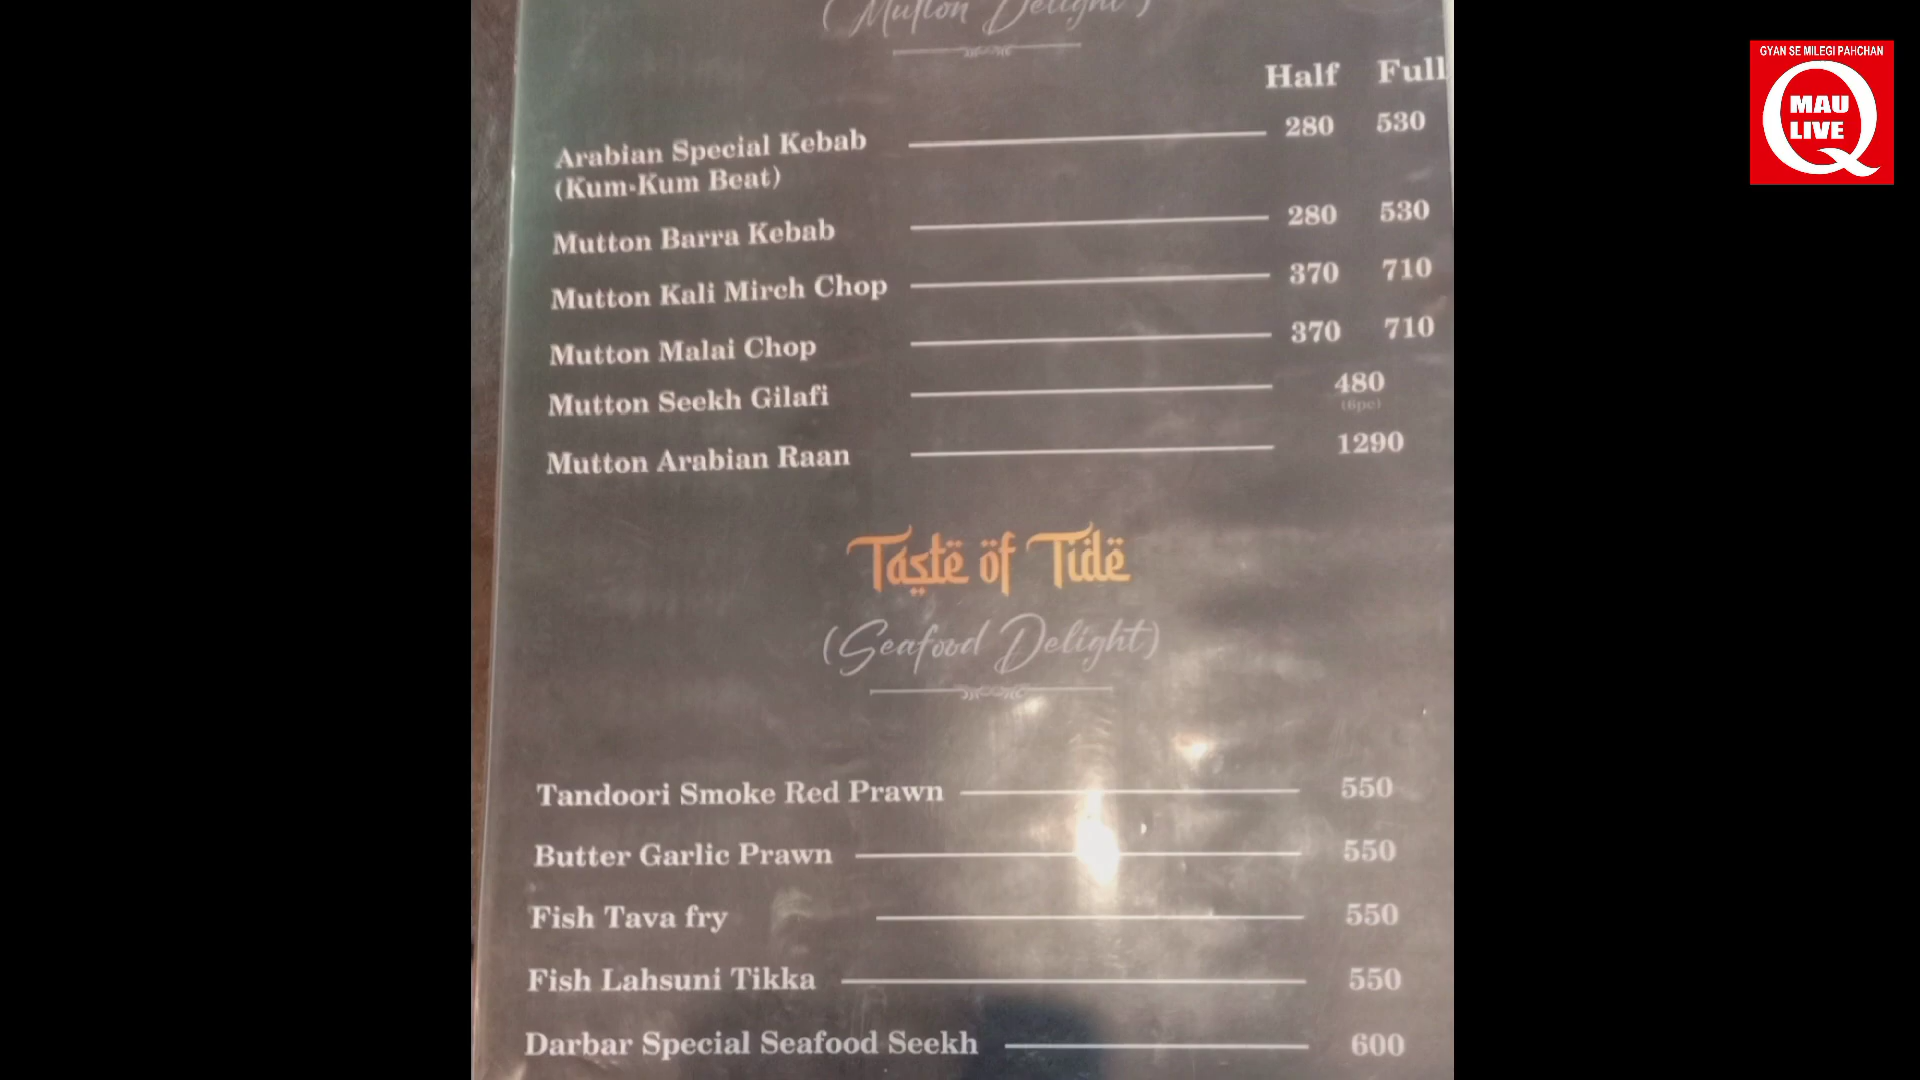 (Mutton Delight)
Half Full
Arabian Special Kebab 280 530
(Kum-Kum Beat)
Mutton Barra Kebab 280 530
Mutton Kali Mirch Chop 370 710
Mutton Malai Chop 370 710
Mutton Seekh Gilafi 480
(6pc)
Mutton Arabian Raan 1290
Taste of Tide
(Seafood Delight)
Tandoori Smoke Red Prawn 550
Butter Garlic Prawn 550
Fish Tava fry 550
Fish Lahsuni Tikka 550
Darbar Special Seafood Seekh 600
GYAN SE MILEGI PAHCHAN
MAU
LIVE